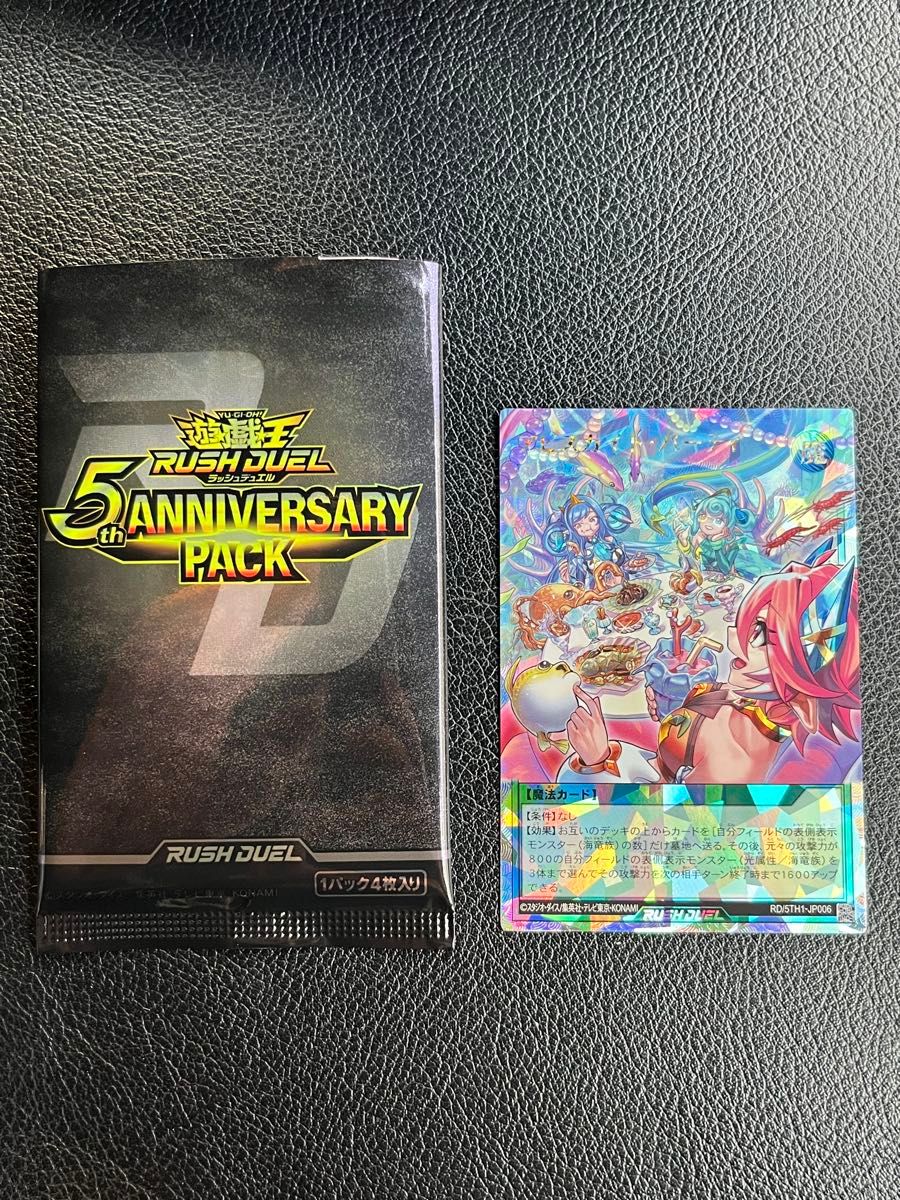 YU-GI-OH!
遊戯王
RUSH DUEL
ラッシュデュエル
5th ANNIVERSARY
PACK
RUSH DUEL
1パック4枚入り
【魔法カード】
【条件】なし
【効果】お互いのデッキの上からカードを［自分フィールドの表側表示
モンスター（海竜族）の数］だけ墓地へ送る。その後、元々の攻撃力が
800の自分フィールドの表側表示モンスター（光属性／海竜族）を
3体まで選んでその攻撃力を次の相手ターン終了時まで1600アップ
できる。
©スタジオ・ダイス/集英社・テレビ東京・KONAMI
RUSH DUEL
RD/5TH1-JP006